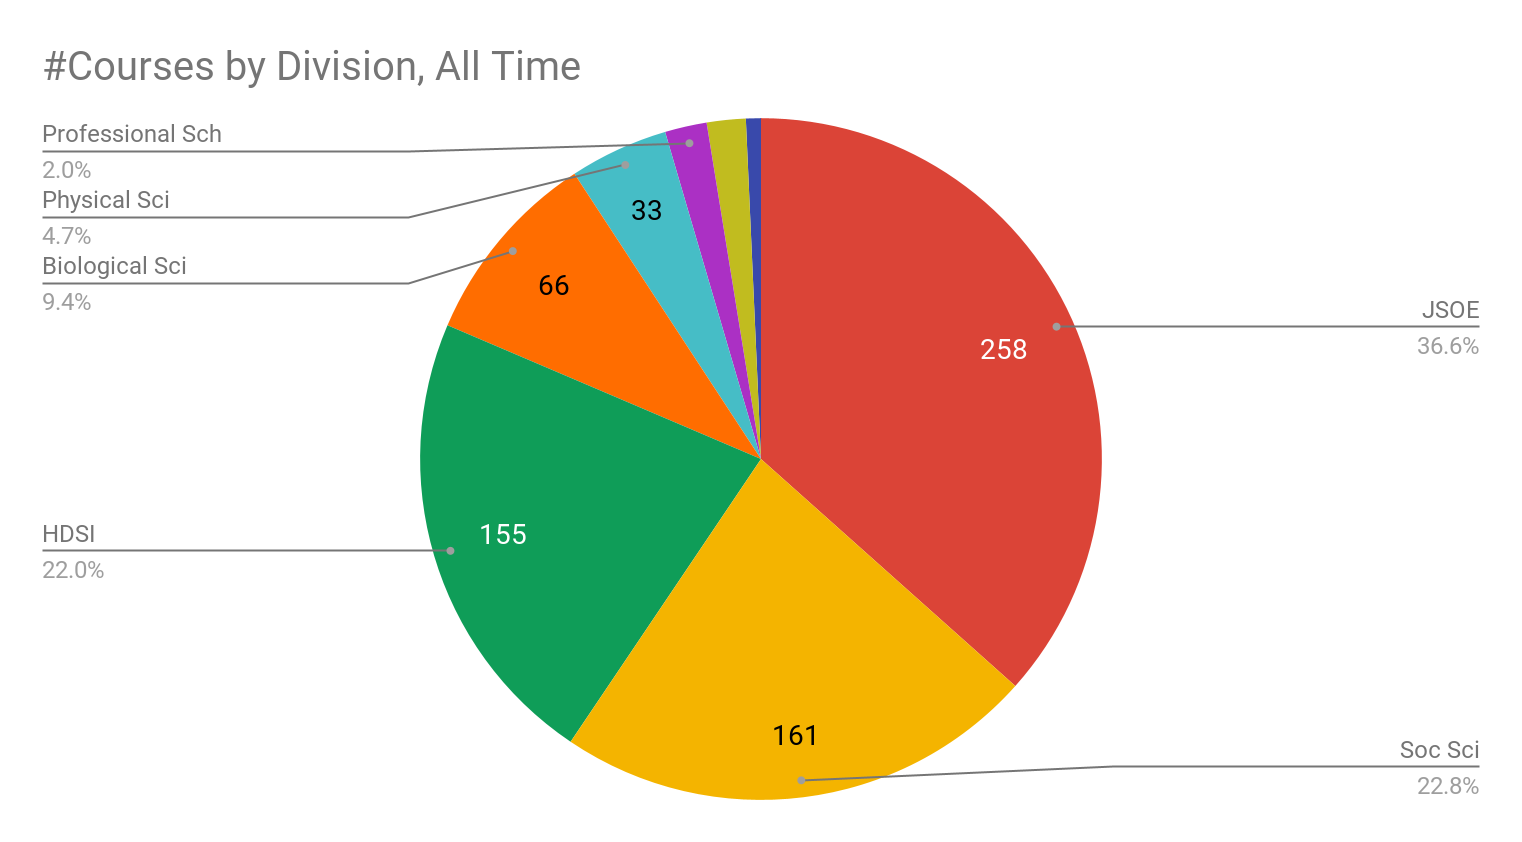 #Courses by Division, All Time
Professional Sch
2.0%
Physical Sci
4.7%
Biological Sci
9.4%
HDSI
22.0%
33
66
155
161
258
JSOE
36.6%
Soc Sci
22.8%